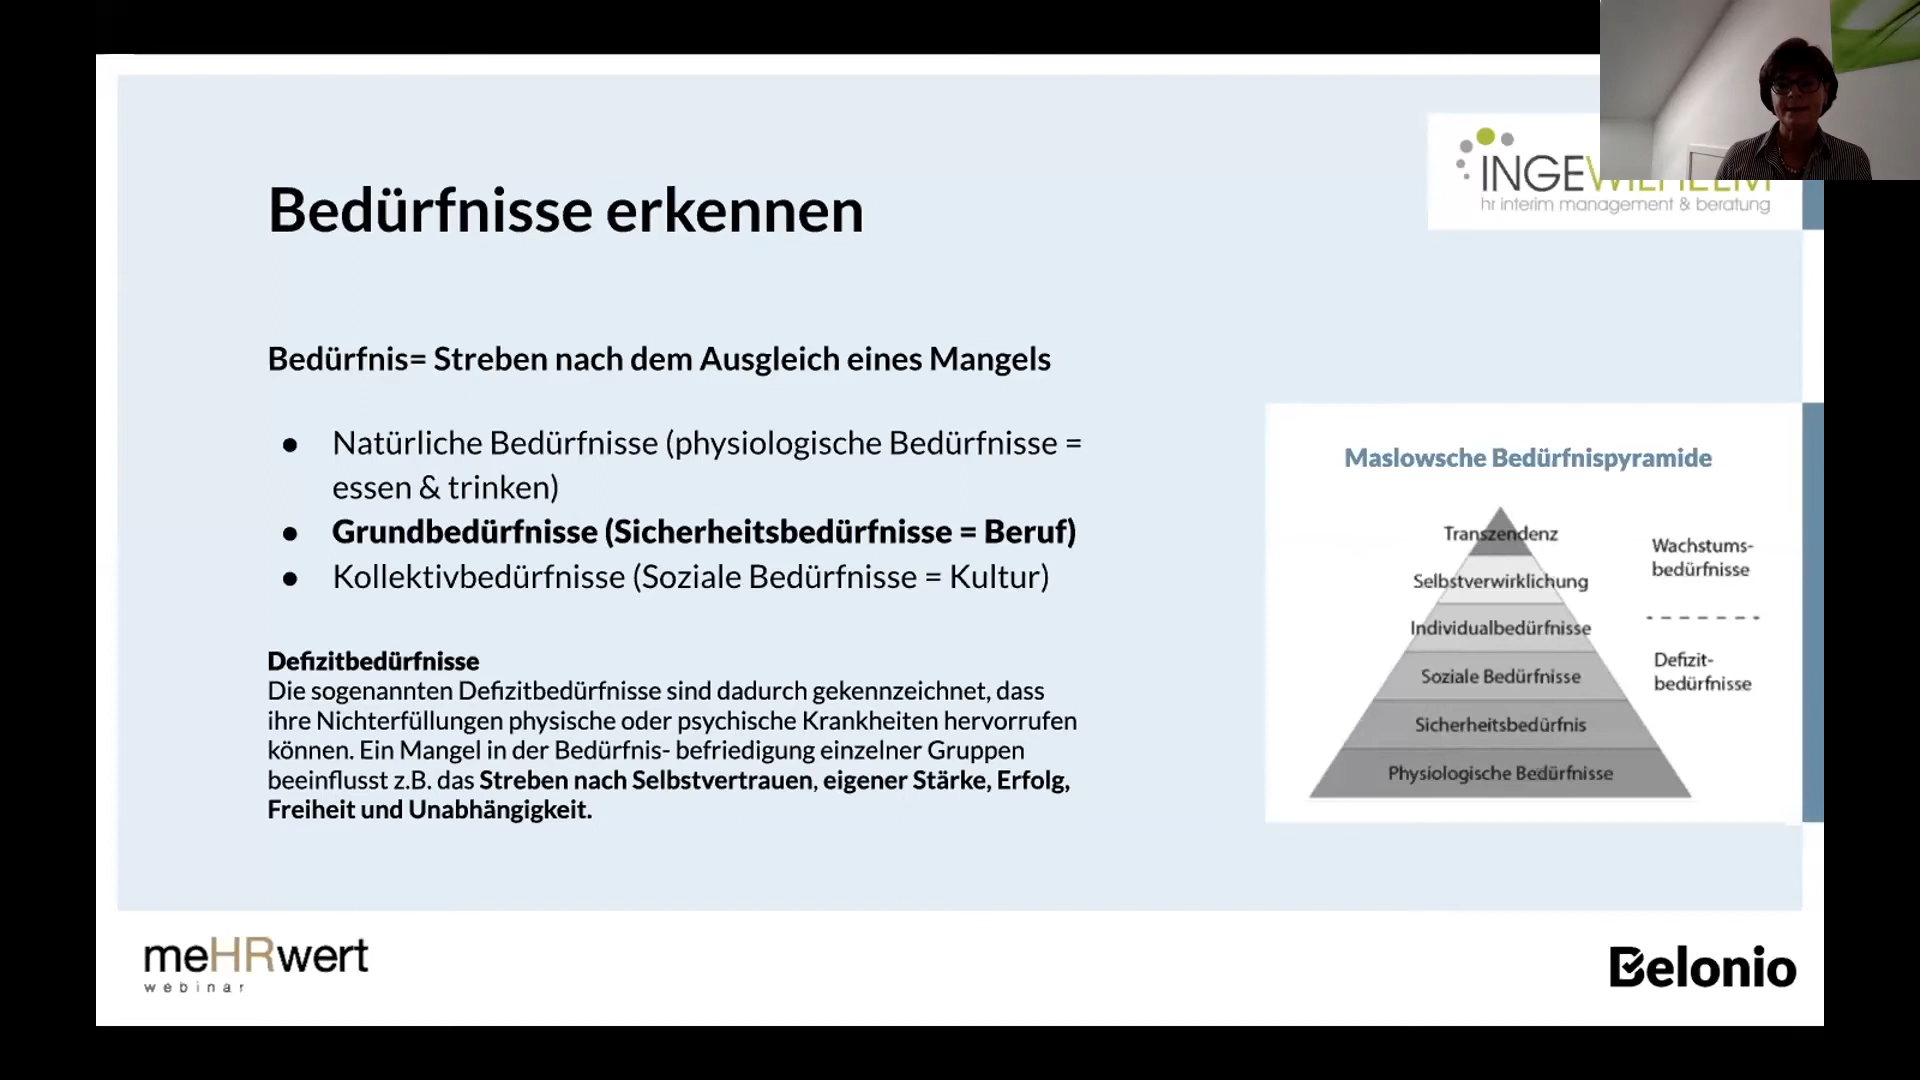 INGEWILHELM
hr interim management & beratung
Bedürfnisse erkennen
Bedürfnis= Streben nach dem Ausgleich eines Mangels
● Natürliche Bedürfnisse (physiologische Bedürfnisse =
essen & trinken)
● Grundbedürfnisse (Sicherheitsbedürfnisse = Beruf)
● Kollektivbedürfnisse (Soziale Bedürfnisse = Kultur)
Defizitbedürfnisse
Die sogenannten Defizitbedürfnisse sind dadurch gekennzeichnet, dass
ihre Nichterfüllungen physische oder psychische Krankheiten hervorrufen
können. Ein Mangel in der Bedürfnis- befriedigung einzelner Gruppen
beeinflusst z.B. das Streben nach Selbstvertrauen, eigener Stärke, Erfolg,
Freiheit und Unabhängigkeit.
Maslowsche Bedürfnispyramide
Transzendenz
Selbstverwirklichung
Individualbedürfnisse
Soziale Bedürfnisse
Sicherheitsbedürfnis
Physiologische Bedürfnisse
Wachstums-
bedürfnisse
Defizit-
bedürfnisse
meHRwert
webinar
Belonio